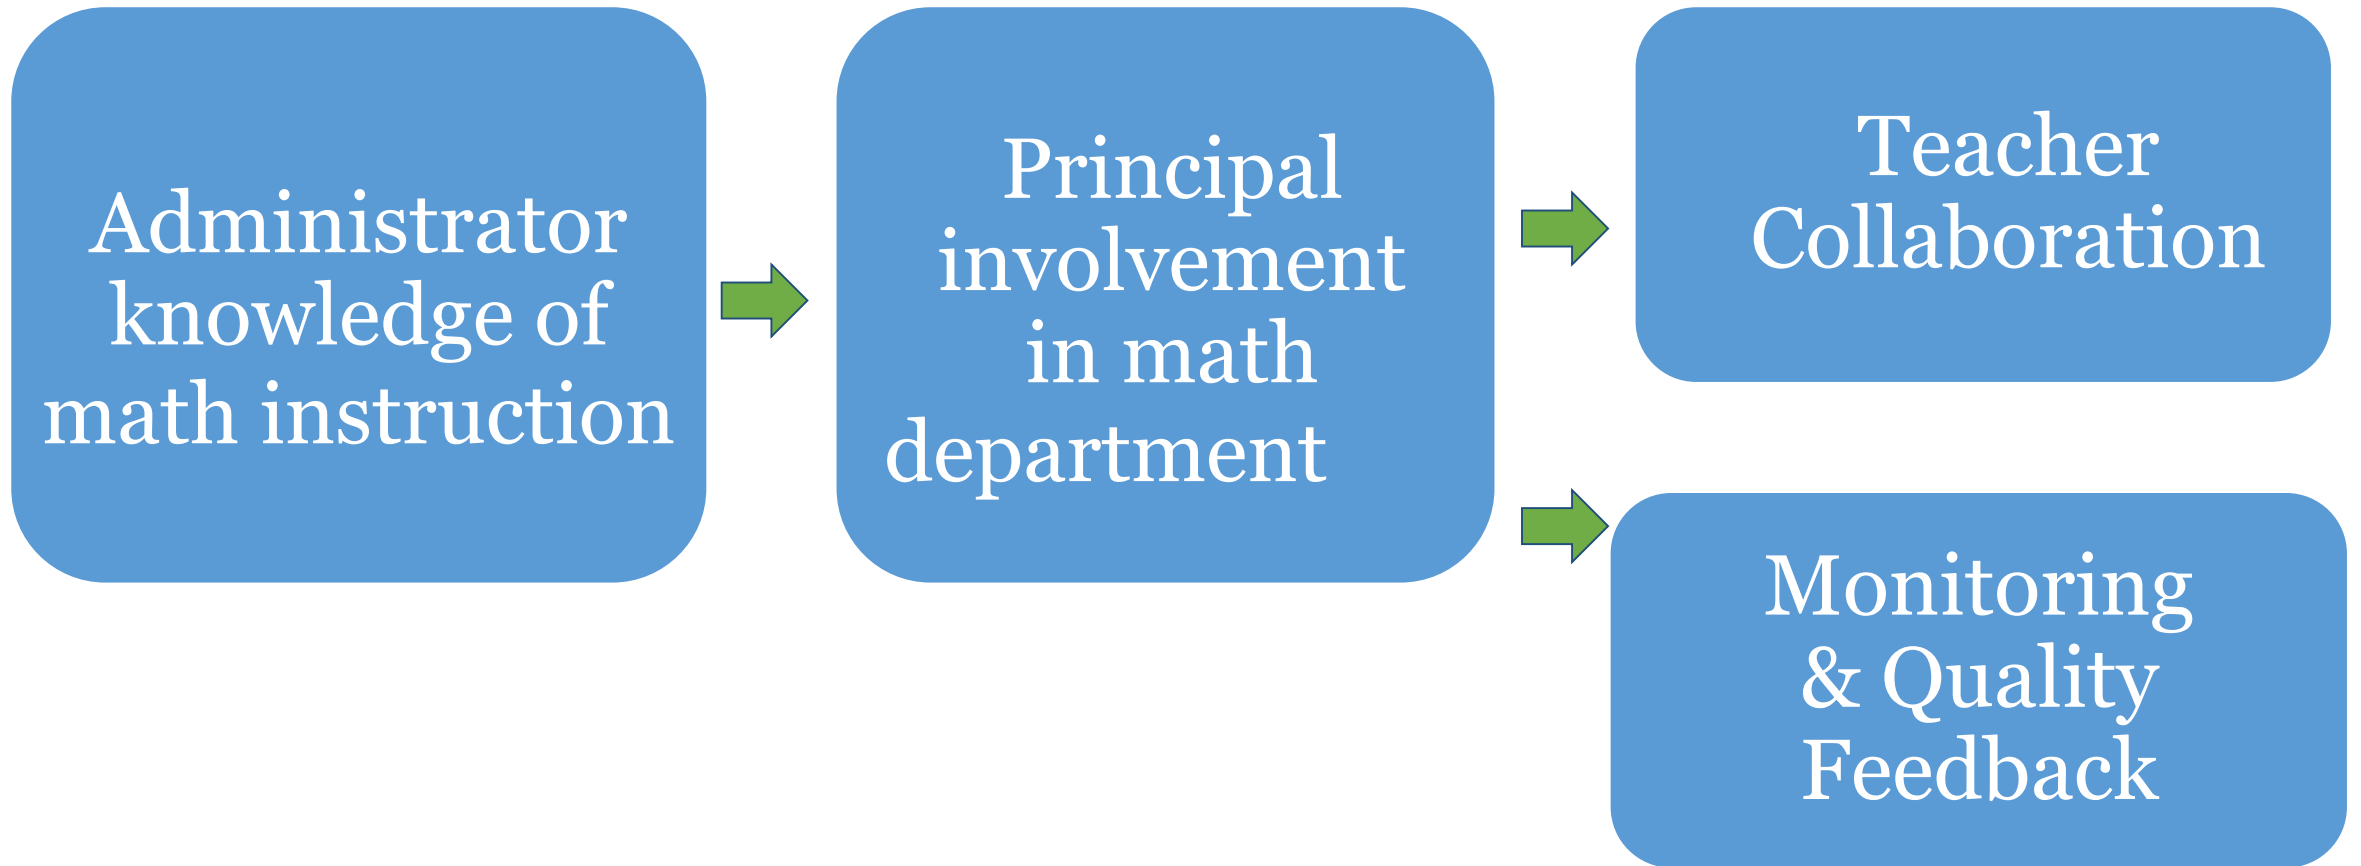 Administrator
knowledge of
math instruction
Principal
involvement
in math
department
Teacher
Collaboration
Monitoring
& Quality
Feedback